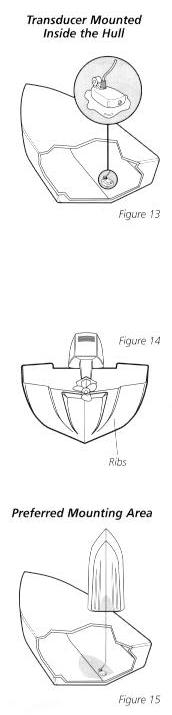 Transducer Mounted
Inside the Hull
Figure 13
Figure 14
Ribs
Preferred Mounting Area
Figure 15